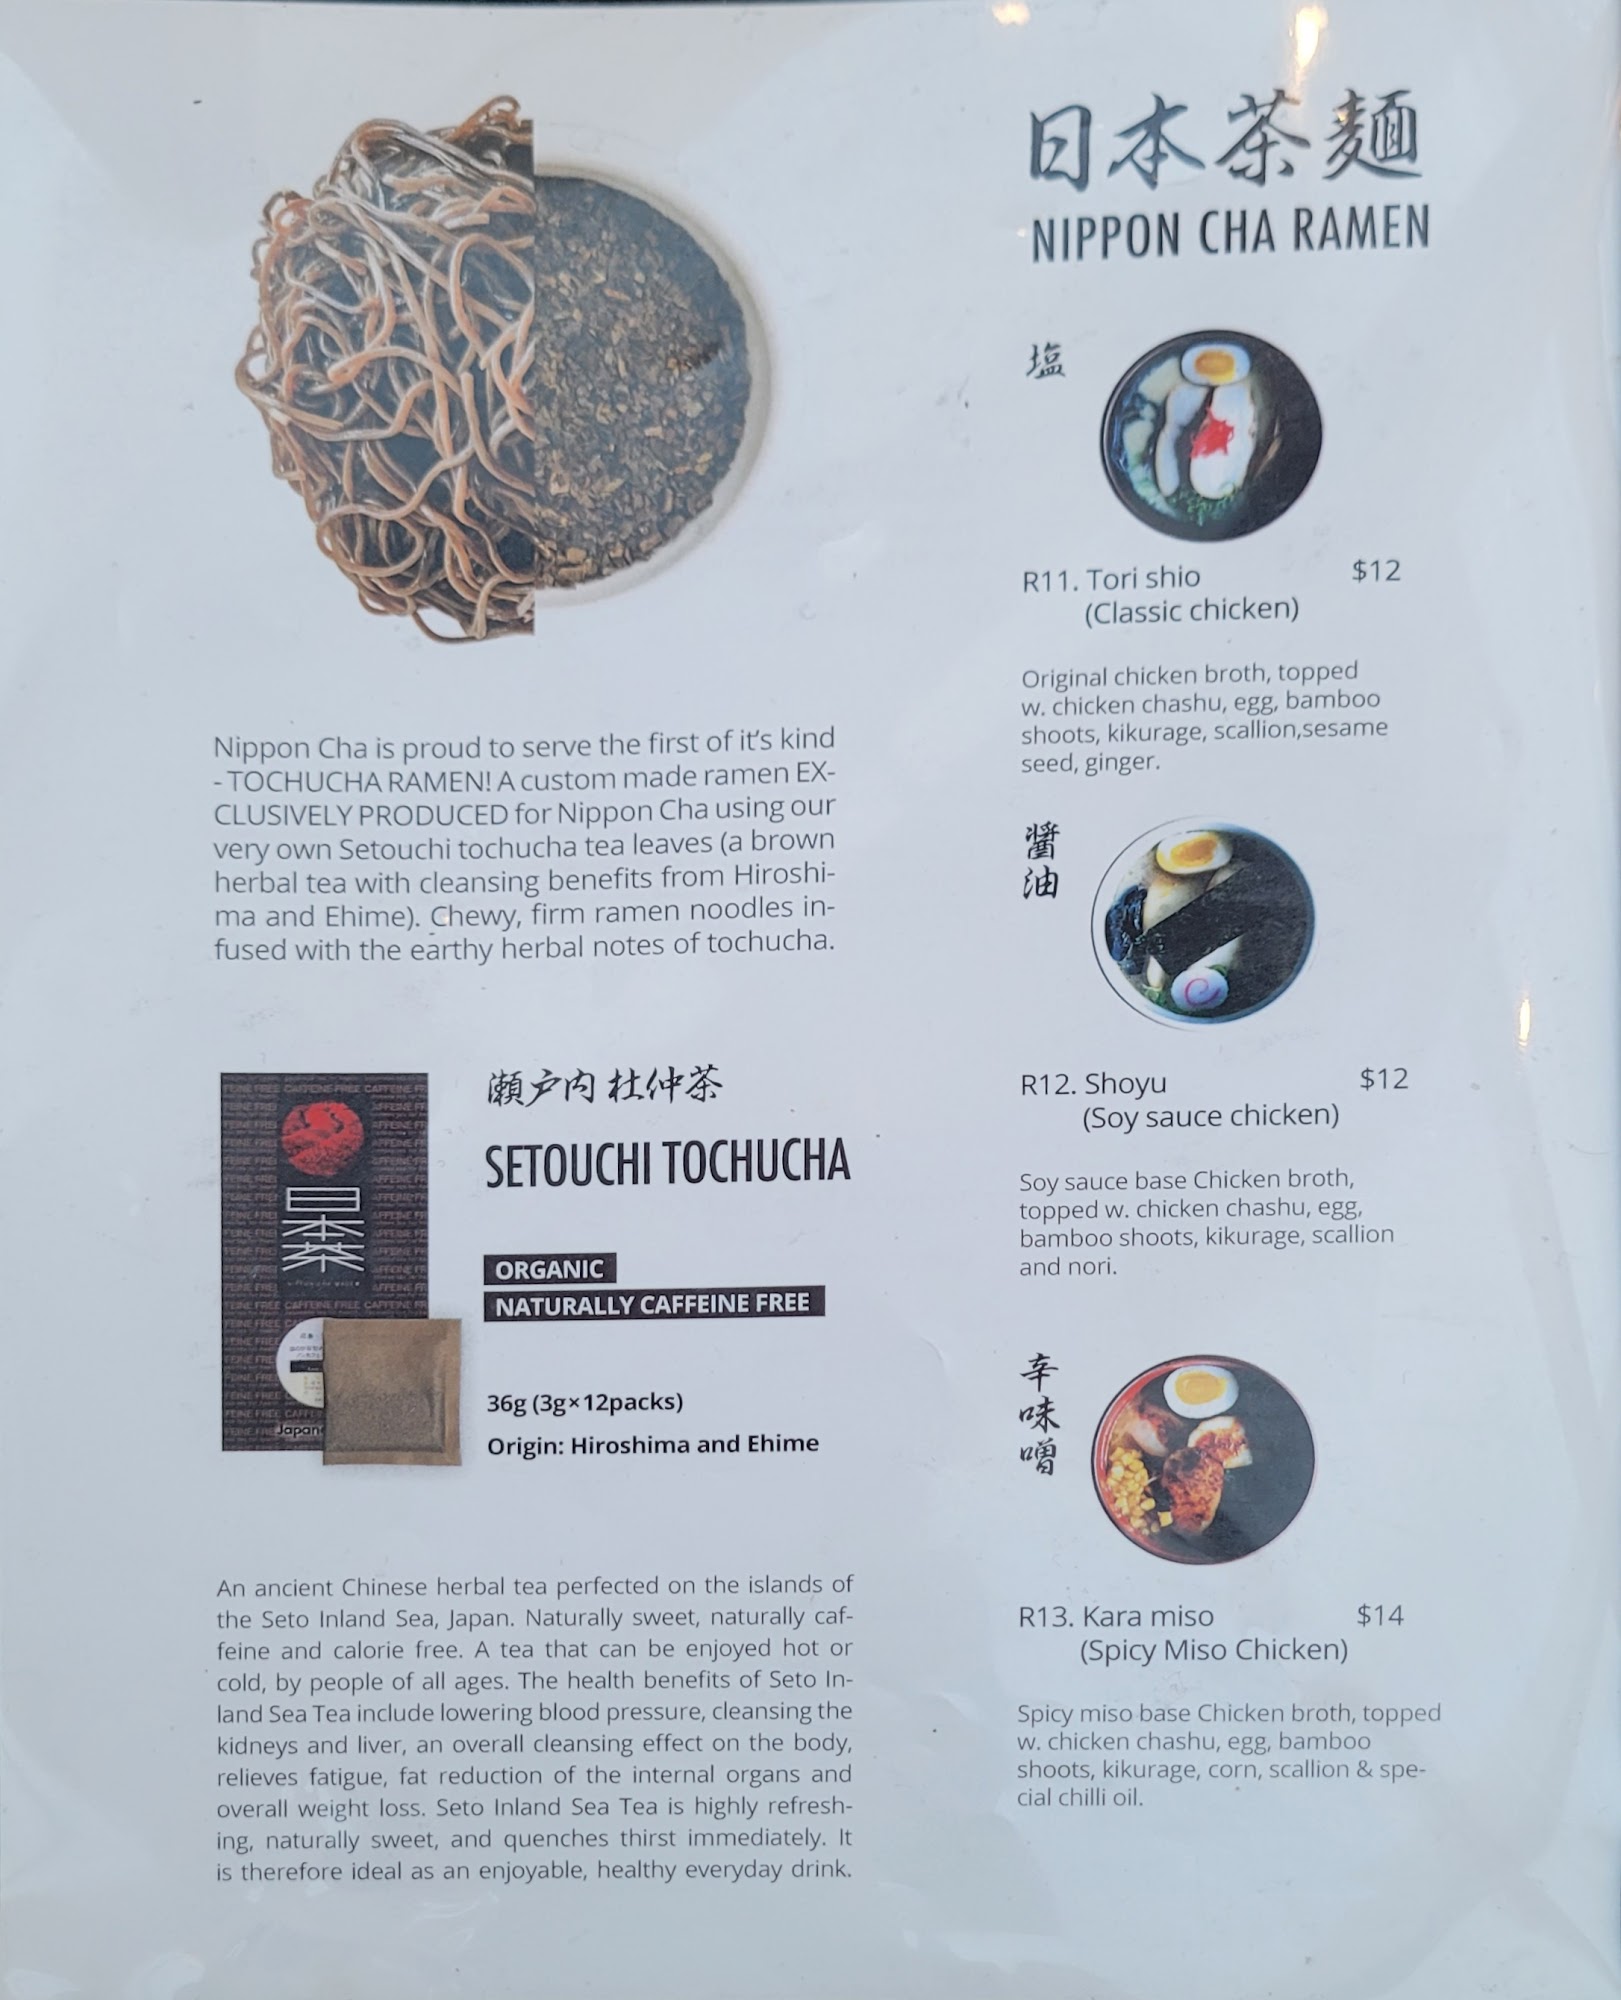 Nippon Cha is proud to serve the first of it's kind
- TOCHUCHA RAMEN! A custom made ramen EX-
CLUSIVELY PRODUCED for Nippon Cha using our
very own Setouchi tochucha tea leaves (a brown
herbal tea with cleansing benefits from Hiroshi-
ma and Ehime). Chewy, firm ramen noodles in-
fused with the earthy herbal notes of tochucha.
CAFFEINE FREE
日本茶
Japan
瀬戸内 杜仲茶
SETOUCHI TOCHUCHA
ORGANIC
NATURALLY CAFFEINE FREE
36g (3g×12packs)
Origin: Hiroshima and Ehime
An ancient Chinese herbal tea perfected on the islands of
the Seto Inland Sea, Japan. Naturally sweet, naturally caf-
feine and calorie free. A tea that can be enjoyed hot or
cold, by people of all ages. The health benefits of Seto In-
land Sea Tea include lowering blood pressure, cleansing the
kidneys and liver, an overall cleansing effect on the body,
relieves fatigue, fat reduction of the internal organs and
overall weight loss. Seto Inland Sea Tea is highly refresh-
ing, naturally sweet, and quenches thirst immediately. It
is therefore ideal as an enjoyable, healthy everyday drink.
日本茶麺
NIPPON CHA RAMEN
塩
R11. Tori shio $12
(Classic chicken)
Original chicken broth, topped
w. chicken chashu, egg, bamboo
shoots, kikurage, scallion,sesame
seed, ginger.
醤油
R12. Shoyu $12
(Soy sauce chicken)
Soy sauce base Chicken broth,
topped w. chicken chashu, egg,
bamboo shoots, kikurage, scallion
and nori.
辛味噌
R13. Kara miso $14
(Spicy Miso Chicken)
Spicy miso base Chicken broth, topped
w. chicken chashu, egg, bamboo
shoots, kikurage, corn, scallion & spe-
cial chilli oil.